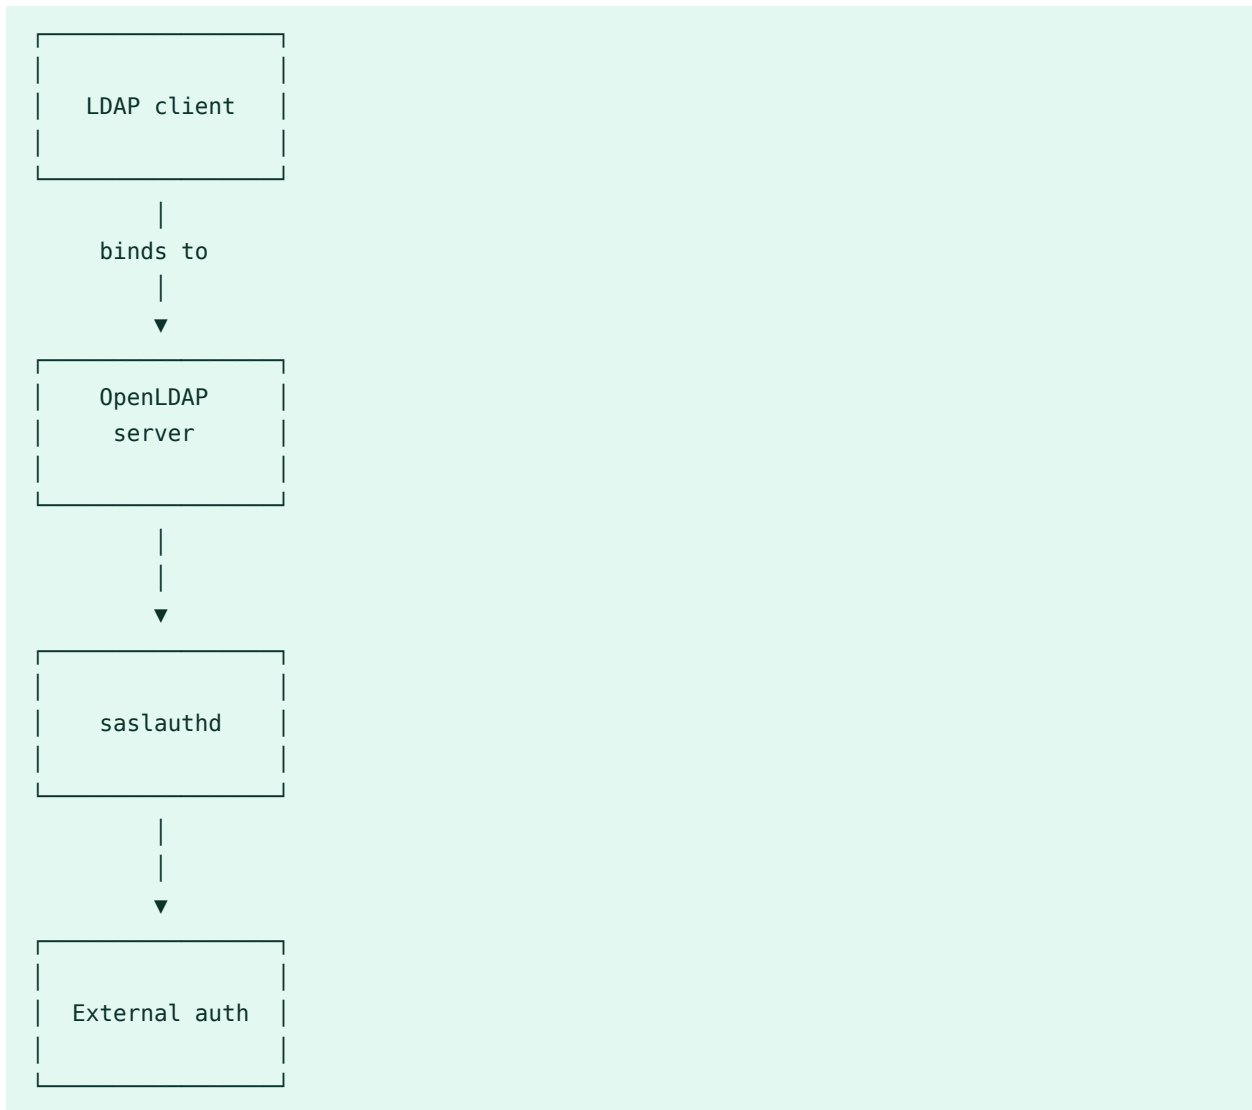 LDAP client
binds to
OpenLDAP
server
saslauthd
External auth